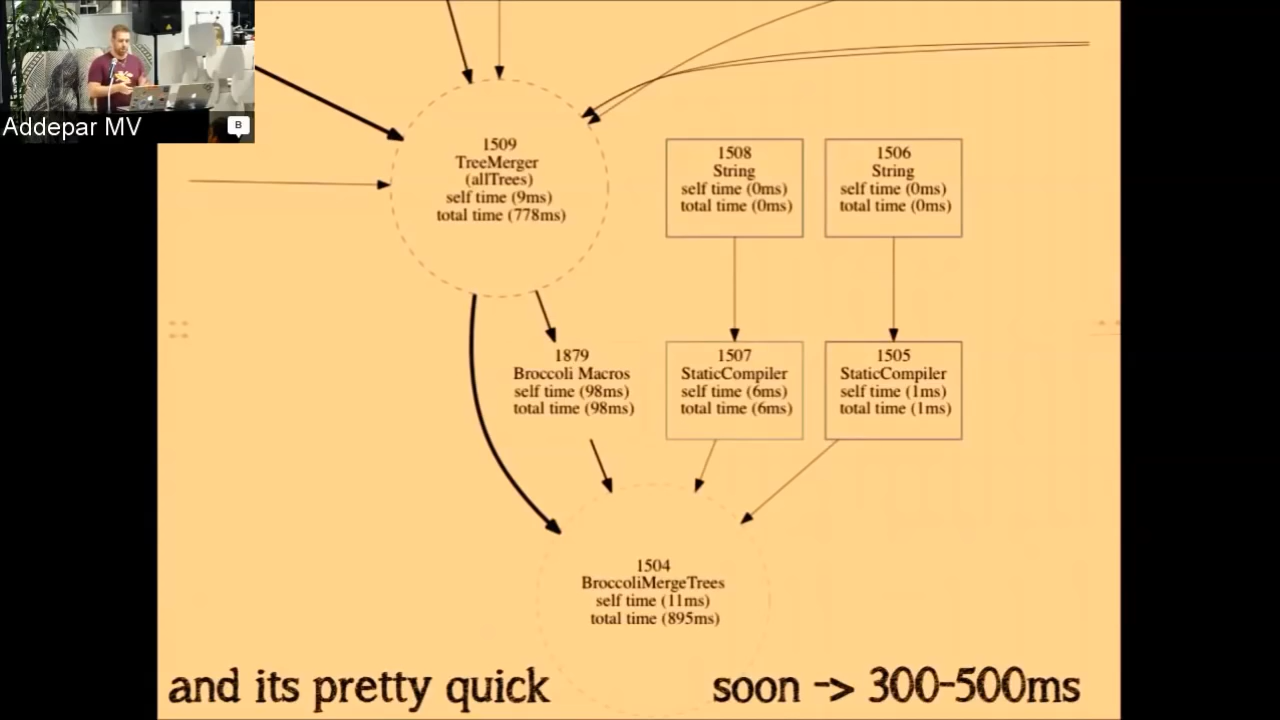 Addepar MV
B
1509
TreeMerger
(allTrees)
self time (9ms)
total time (778ms)
1508
String
self time (0ms)
total time (0ms)
1506
String
self time (0ms)
total time (0ms)
1879
Broccoli Macros
self time (98ms)
total time (98ms)
1507
StaticCompiler
self time (6ms)
total time (6ms)
1505
StaticCompiler
self time (1ms)
total time (1ms)
1504
BroccoliMergeTrees
self time (11ms)
total time (895ms)
and its pretty quick
soon -> 300-500ms